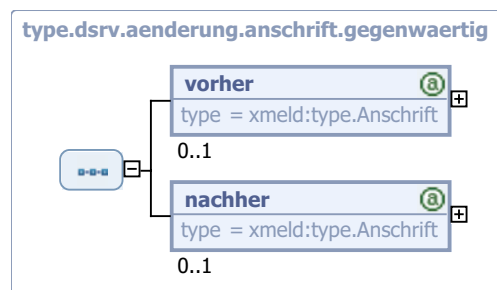 type.dsrv.aenderung.anschrift.gegenwaertig
vorher
type = xmeld:type.Anschrift
0..1
nachher
type = xmeld:type.Anschrift
0..1